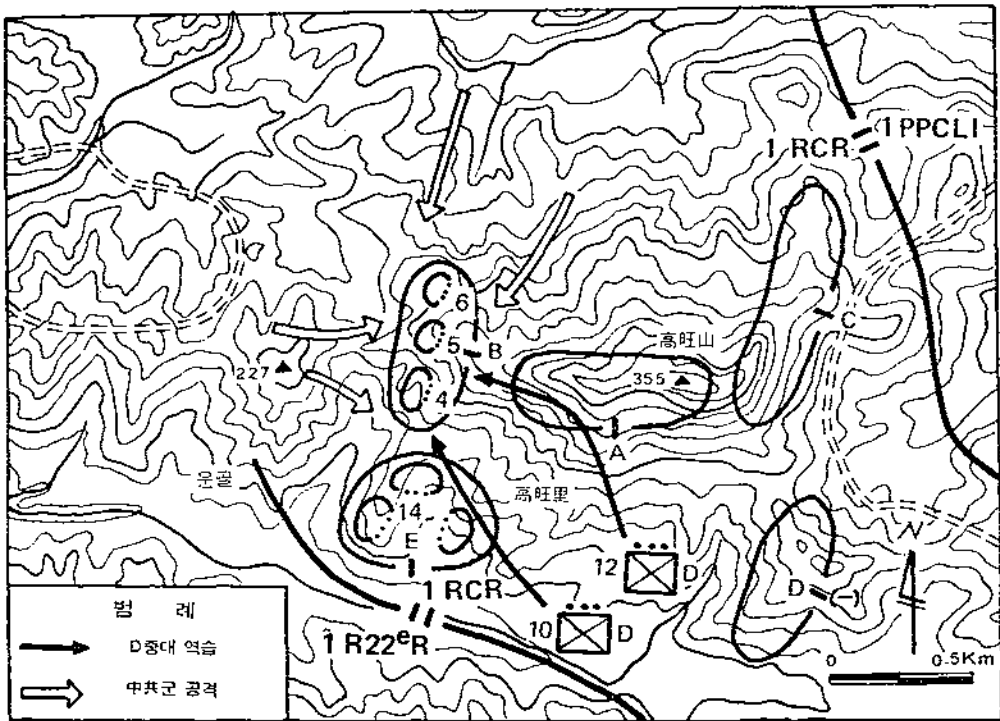 1 PPCLI
1 RCR
6
5
B
227
4
高旺山
355
C
A
운골
高旺里
14
E
12
D
1 RCR
10
D
D
(-)
N
1 R22eR
범 례
D중대 역습
中共군 공격
0
0.5Km